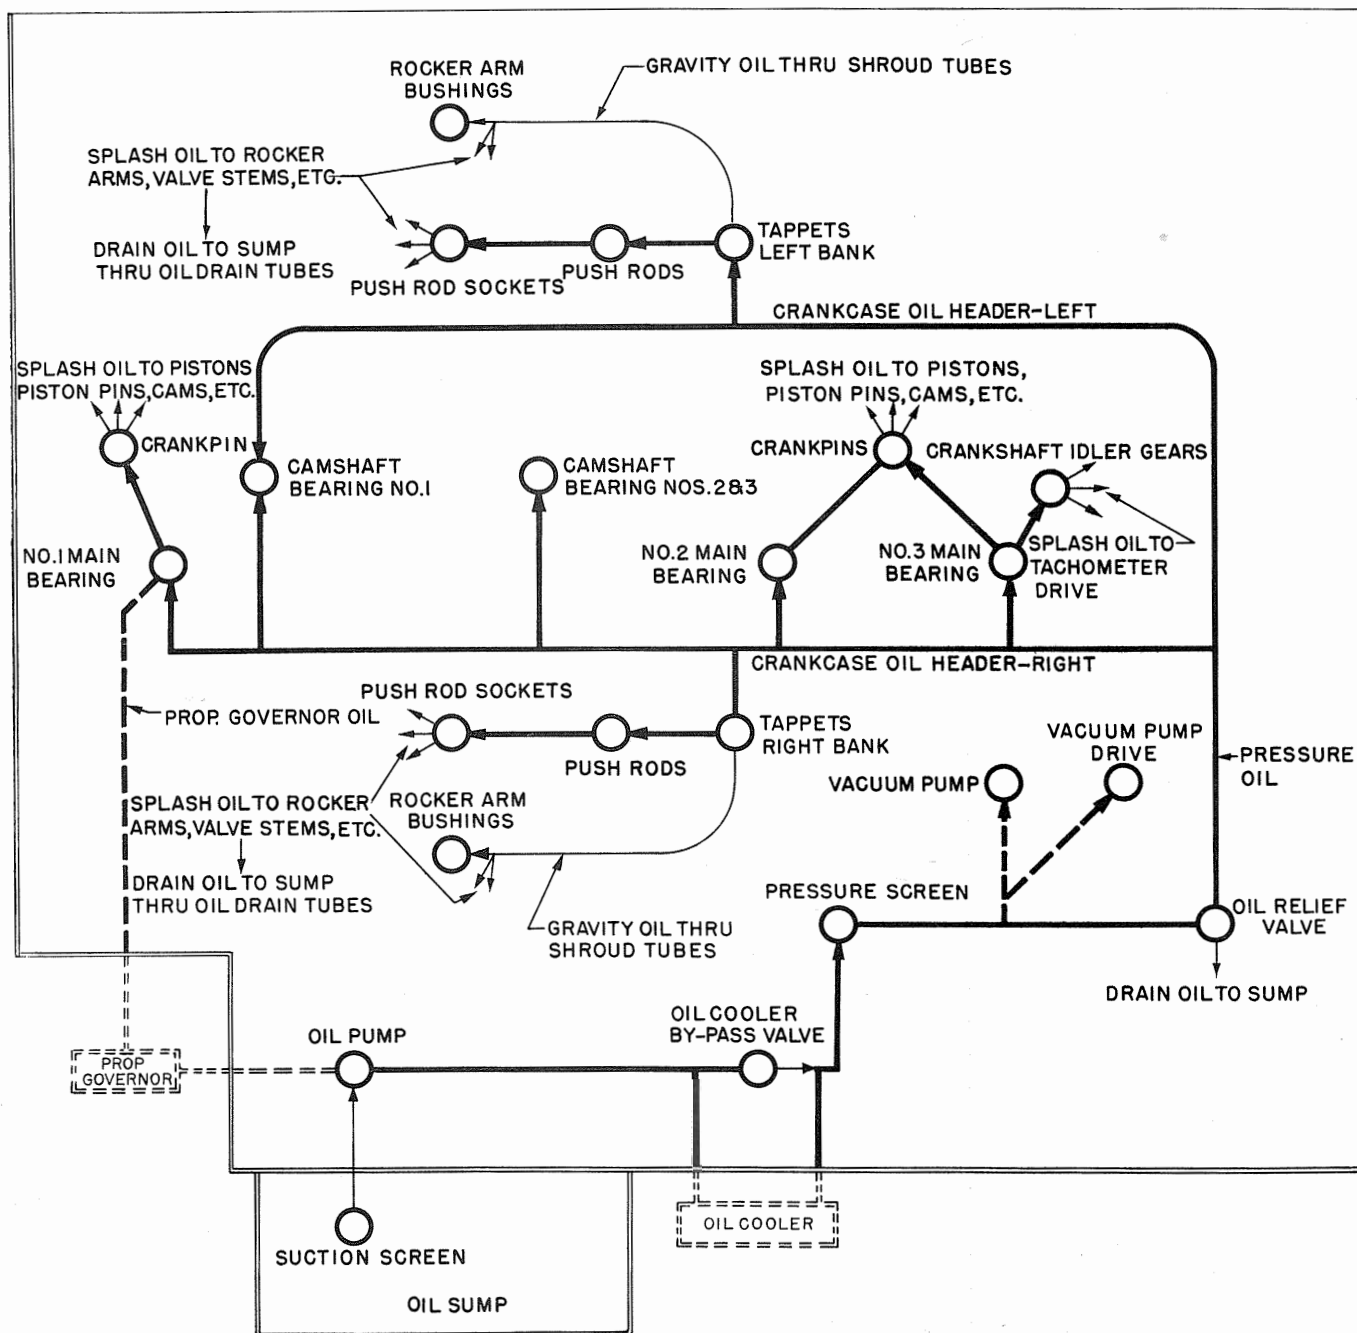 GRAVITY OIL THRU SHROUD TUBES
ROCKER ARM
BUSHINGS
SPLASH OIL TO ROCKER
ARMS, VALVE STEMS, ETC.
DRAIN OIL TO SUMP
THRU OIL DRAIN TUBES
TAPPETS
LEFT BANK
PUSH RODS
PUSH ROD SOCKETS
CRANKCASE OIL HEADER-LEFT
SPLASH OIL TO PISTONS
PISTON PINS, CAMS, ETC.
CRANKPIN
SPLASH OIL TO PISTONS,
PISTON PINS, CAMS, ETC.
CRANKPINS
CRANKSHAFT IDLER GEARS
CAMSHAFT
BEARING NO.1
CAMSHAFT
BEARING NOS. 2&3
NO.1 MAIN
BEARING
NO.2 MAIN
BEARING
NO.3 MAIN
BEARING
SPLASH OIL TO
TACHOMETER
DRIVE
CRANKCASE OIL HEADER-RIGHT
PUSH ROD SOCKETS
PROP. GOVERNOR OIL
TAPPETS
RIGHT BANK
PUSH RODS
VACUUM PUMP
DRIVE
VACUUM PUMP
PRESSURE
OIL
SPLASH OIL TO ROCKER
ARMS, VALVE STEMS, ETC.
ROCKER ARM
BUSHINGS
DRAIN OIL TO SUMP
THRU OIL DRAIN TUBES
PRESSURE SCREEN
OIL RELIEF
VALVE
GRAVITY OIL THRU
SHROUD TUBES
DRAIN OIL TO SUMP
OIL COOLER
BY-PASS VALVE
OIL PUMP
PROP
GOVERNOR
OIL COOLER
SUCTION SCREEN
OIL SUMP